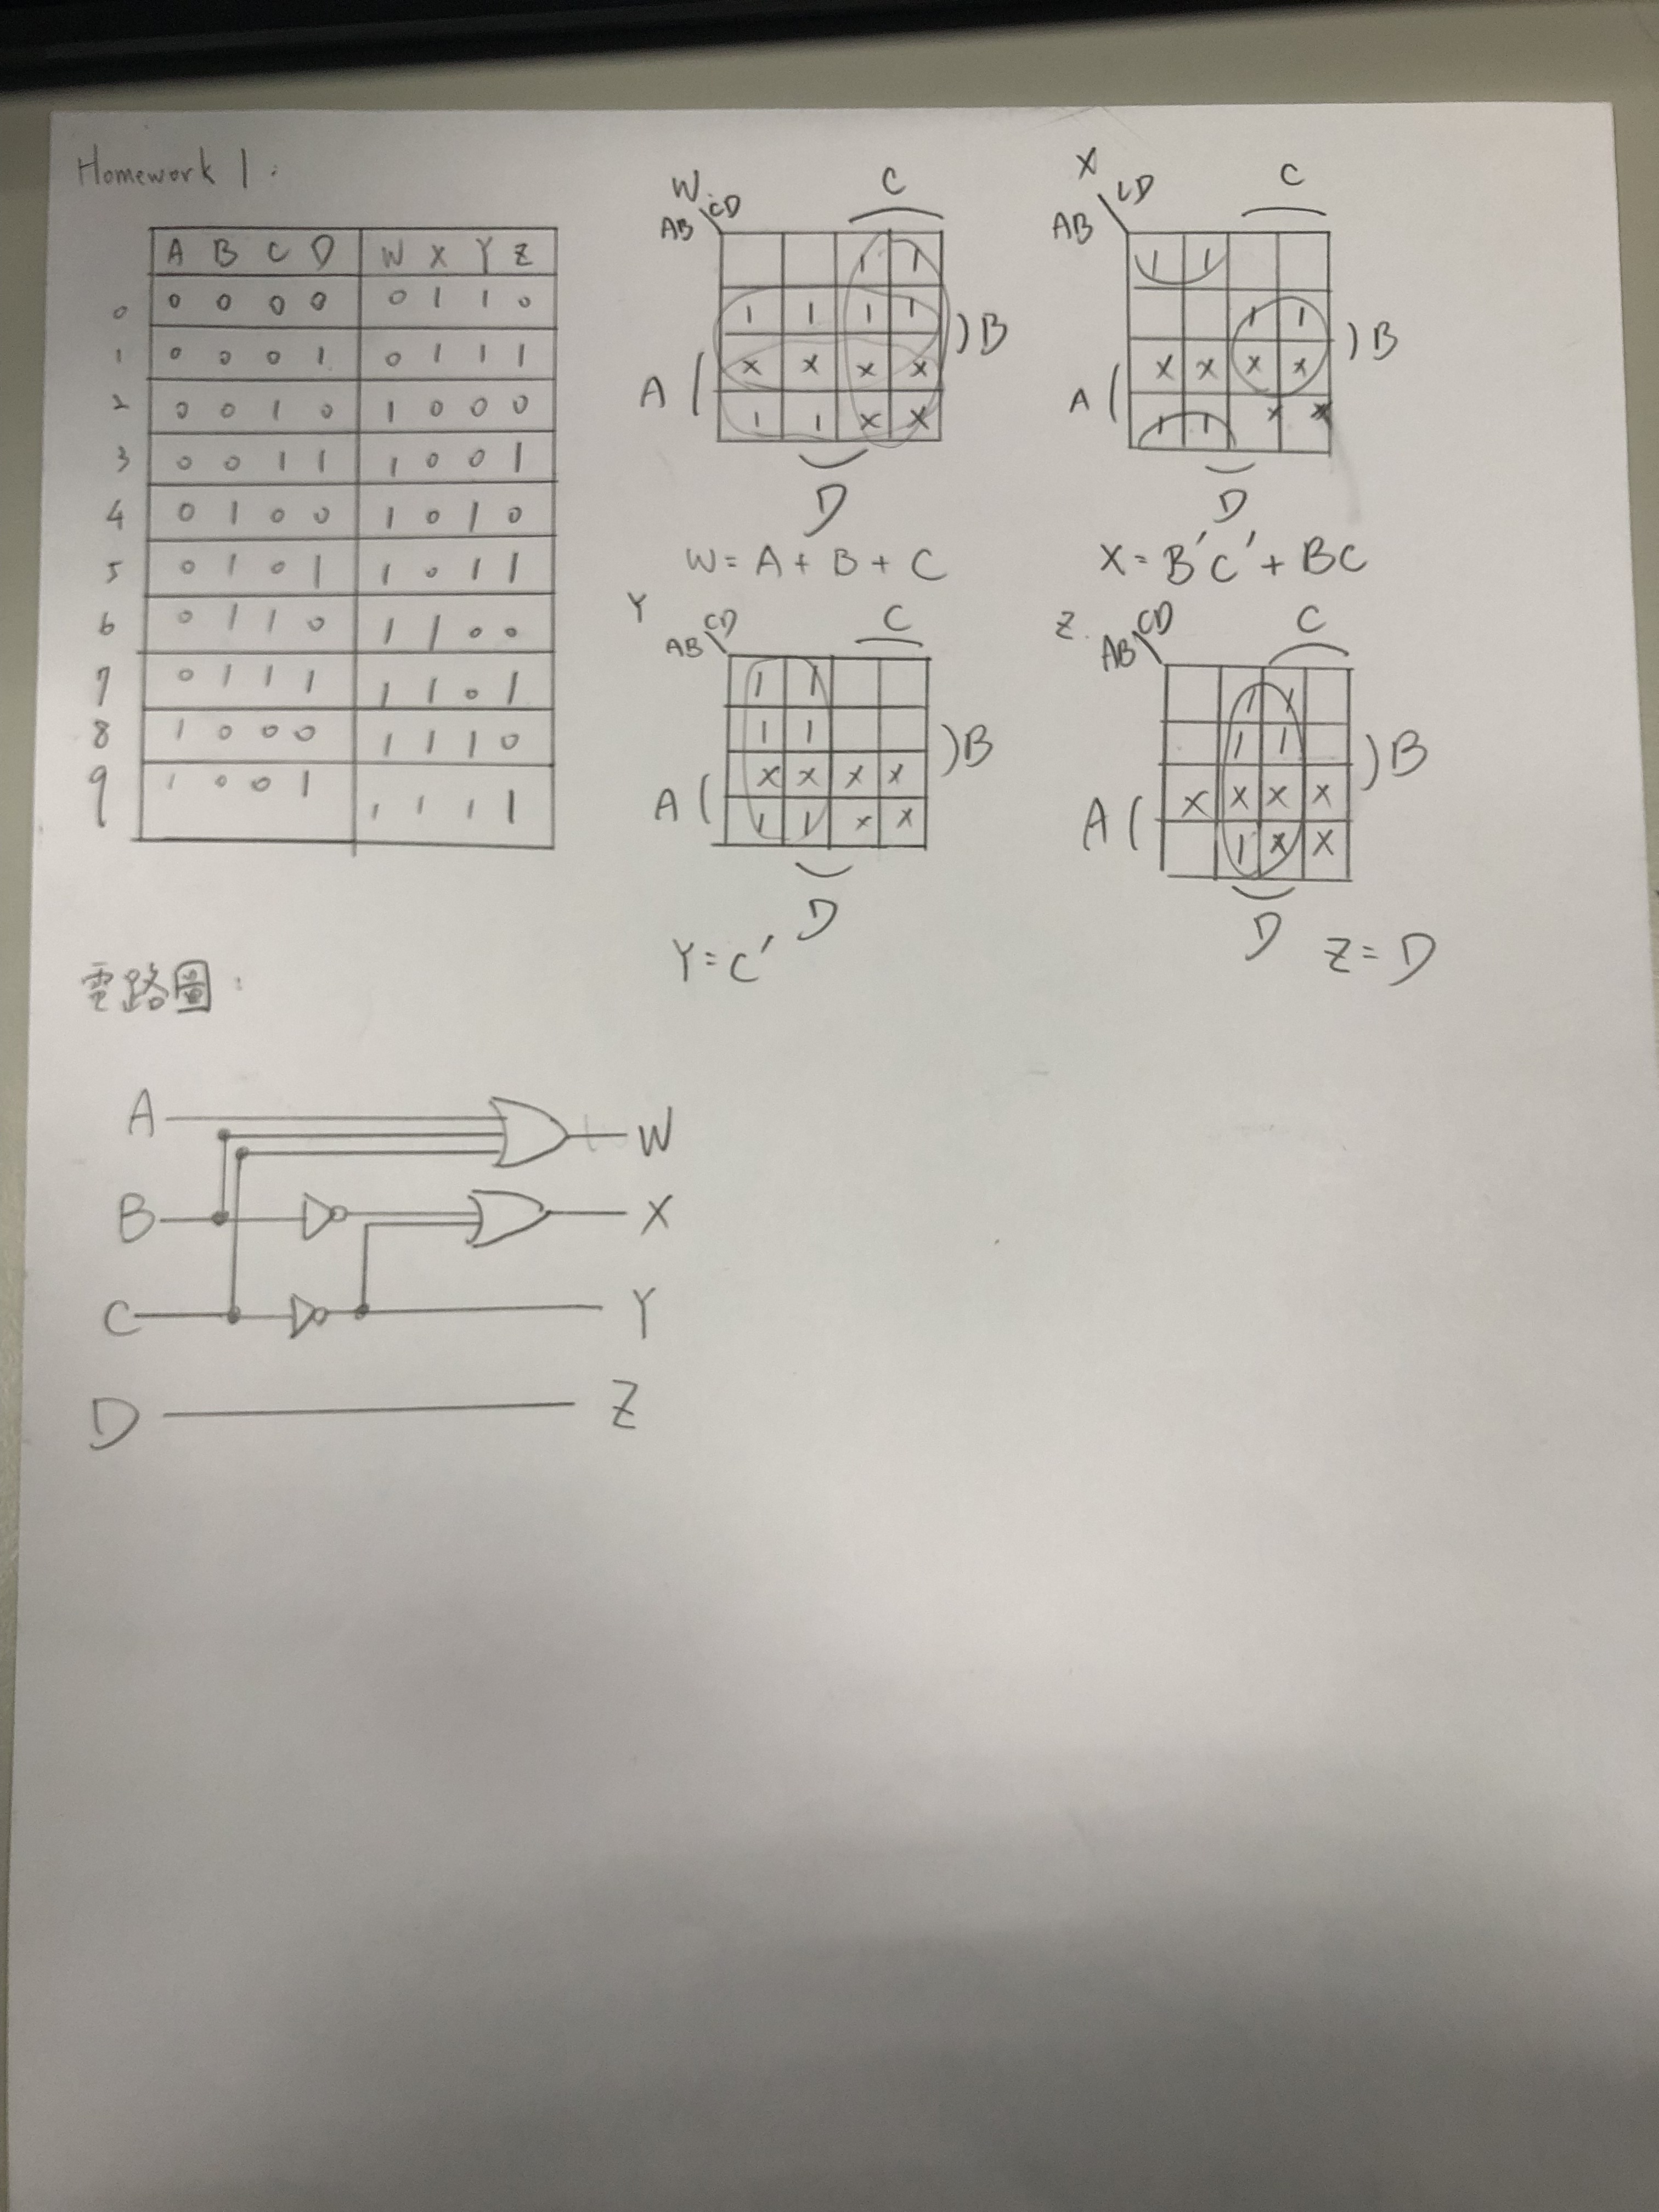 Homework 1 :
A B C D W X Y Z
0 0 0 0 0 0 1 1 0
1 0 0 0 1 0 1 1 1
2 0 0 1 0 1 0 0 0
3 0 0 1 1 1 0 0 1
4 0 1 0 0 1 0 1 0
5 0 1 0 1 1 0 1 1
6 0 1 1 0 1 1 0 0
7 0 1 1 1 1 1 0 1
8 1 0 0 0 1 1 1 0
9 1 0 0 1 1 1 1 1
W
CD
AB
C
1 1
1 1 1 1
B
x x x x
A
1 1 x x
D
W = A + B + C
X
CD
AB
C
1 1
1 1
B
x x x x
A
1 1 x x
D
X = B'C' + BC
Y
CD
AB
C
1 1
1 1
B
x x x x
A
1 1 x x
D
Y = C'
Z.
CD
AB
C
1 1
1 1
B
x x x x
A
1 x x
D
Z = D
電路圖 :
A W
B X
C Y
D Z